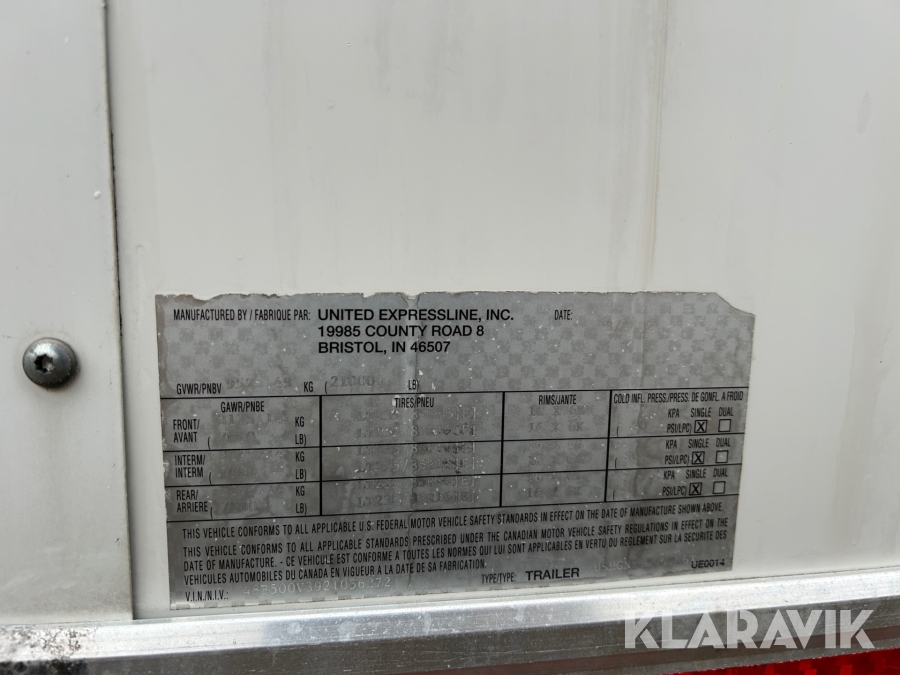 MANUFACTURED BY / FABRIQUE PAR: UNITED EXPRESSLINE, INC. DATE:
19985 COUNTY ROAD 8
BRISTOL, IN 46507
GVWR/PNBV KG ( LB)
GAWR/PNBE TIRES/PNEU RIMS/JANTE COLD INFL. PRESS./PRESS. DE GONFL. A FROID
FRONT/ KG KPA SINGLE DUAL
AVANT ( LB) ( PSI/LPC) X
INTERM/ KG KPA SINGLE DUAL
INTERM ( LB) ( PSI/LPC) X
REAR/ KG KPA SINGLE DUAL
ARRIERE ( LB) ( PSI/LPC) X
THIS VEHICLE CONFORMS TO ALL APPLICABLE U.S. FEDERAL MOTOR VEHICLE SAFETY STANDARDS IN EFFECT ON THE DATE OF MANUFACTURE SHOWN ABOVE.
THIS VEHICLE CONFORMS TO ALL APPLICABLE STANDARDS PRESCRIBED UNDER THE CANADIAN MOTOR VEHICLE SAFETY REGULATIONS IN EFFECT ON THE
DATE OF MANUFACTURE. - CE VEHICULE EST CONFORME A TOUTES LES NORMES QUI LUI SONT APPLICABLES EN VERTU DU REGLEMENT SUR LA SECURITE DES
VEHICULES AUTOMOBILES DU CANADA EN VIGUEUR A LA DATE DE SA FABRICATION.
V.I.N./N.I.V.: TYPE/TYPE: TRAILER UE0014
KLARAVIK